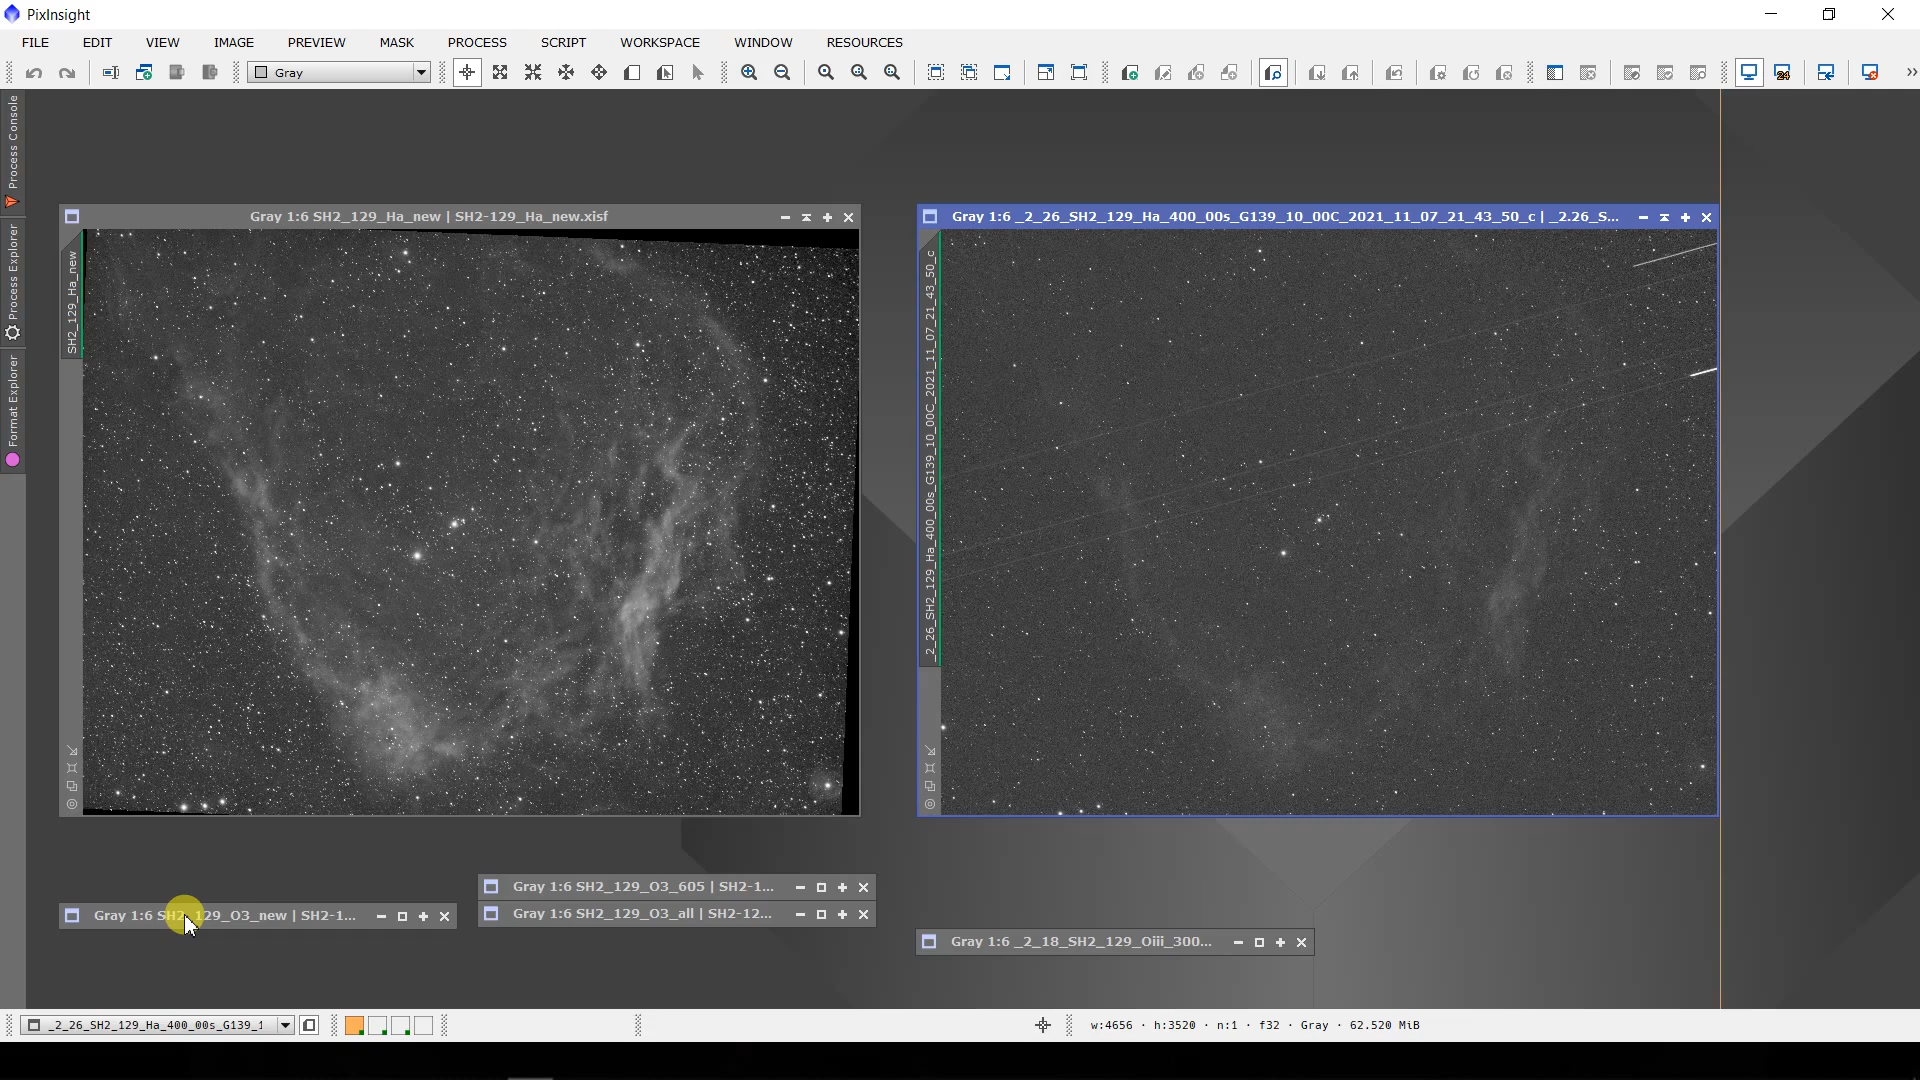 PixInsight
FILE EDIT VIEW IMAGE PREVIEW MASK PROCESS SCRIPT WORKSPACE WINDOW RESOURCES
Gray
24
Process Console
Process Explorer
Format Explorer
Gray 1:6 SH2_129_Ha_new | SH2-129_Ha_new.xisf
SH2_129_Ha_new
Gray 1:6 _2_26_SH2_129_Ha_400_00s_G139_10_00C_2021_11_07_21_43_50_c | _2.26_S...
_2_26_SH2_129_Ha_400_00s_G139_10_00C_2021_11_07_21_43_50_c
Gray 1:6 SH2_129_O3_605 | SH2-1...
Gray 1:6 SH2_129_O3_new | SH2-1...
Gray 1:6 SH2_129_O3_all | SH2-12...
Gray 1:6 _2_18_SH2_129_Oiii_300...
_2_26_SH2_129_Ha_400_00s_G139_1
w:4656 · h:3520 · n:1 · f32 · Gray · 62.520 MiB